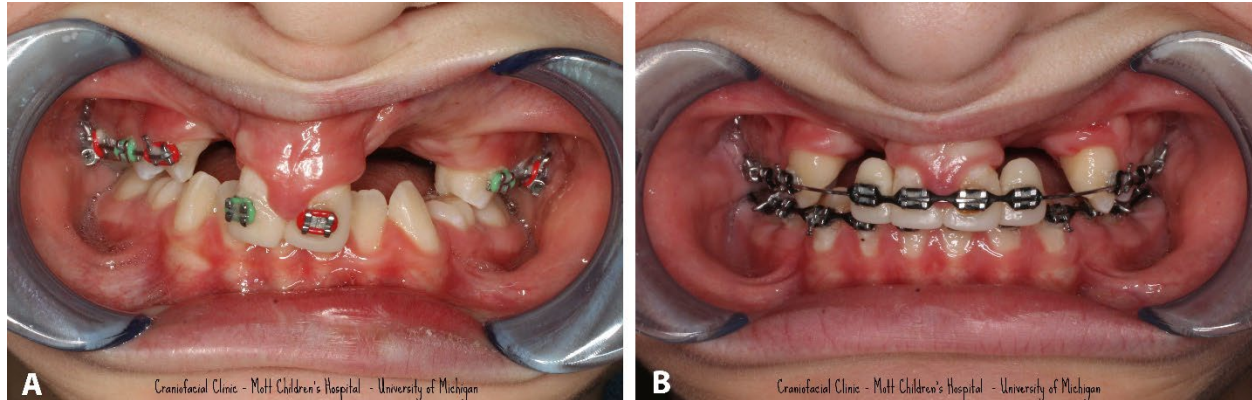 A
Craniofacial Clinic - Mott Children's Hospital - University of Michigan
B
Craniofacial Clinic - Mott Children's Hospital - University of Michigan